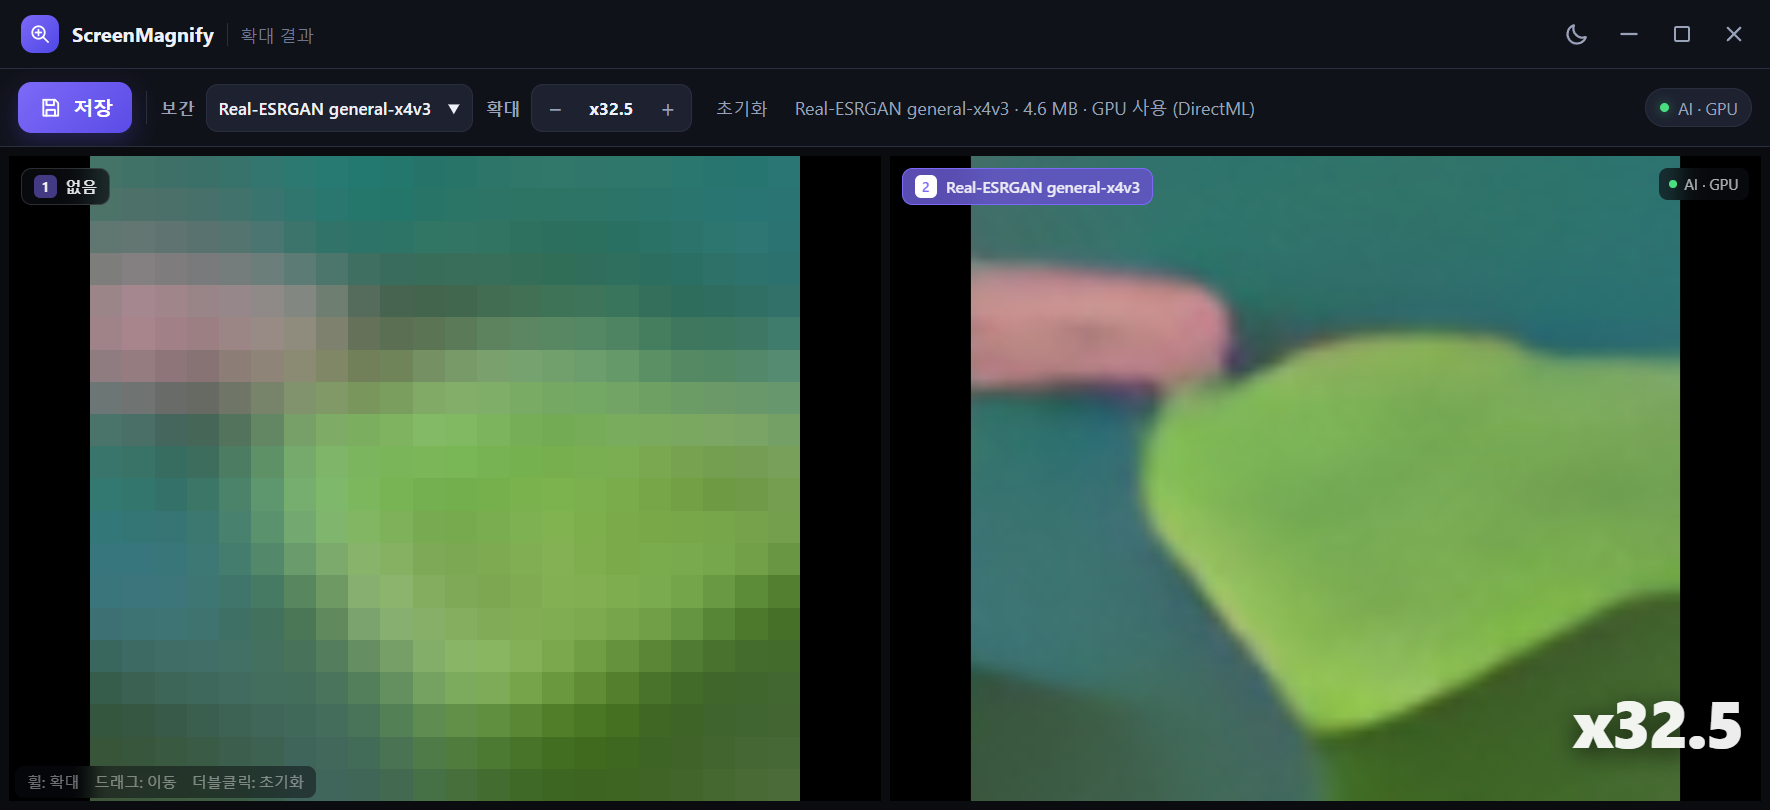 ScreenMagnify 확대 결과
저장 보간 Real-ESRGAN general-x4v3 확대 − x32.5 + 초기화 Real-ESRGAN general-x4v3 · 4.6 MB · GPU 사용 (DirectML) AI · GPU
1 없음
2 Real-ESRGAN general-x4v3
AI · GPU
x32.5
휠: 확대 드래그: 이동 더블클릭: 초기화